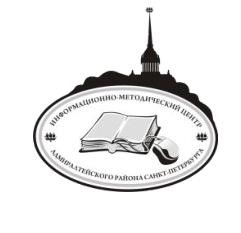 ИНФОРМАЦИОННО-МЕТОДИЧЕСКИЙ ЦЕНТР
АДМИРАЛТЕЙСКОГО РАЙОНА САНКТ-ПЕТЕРБУРГА